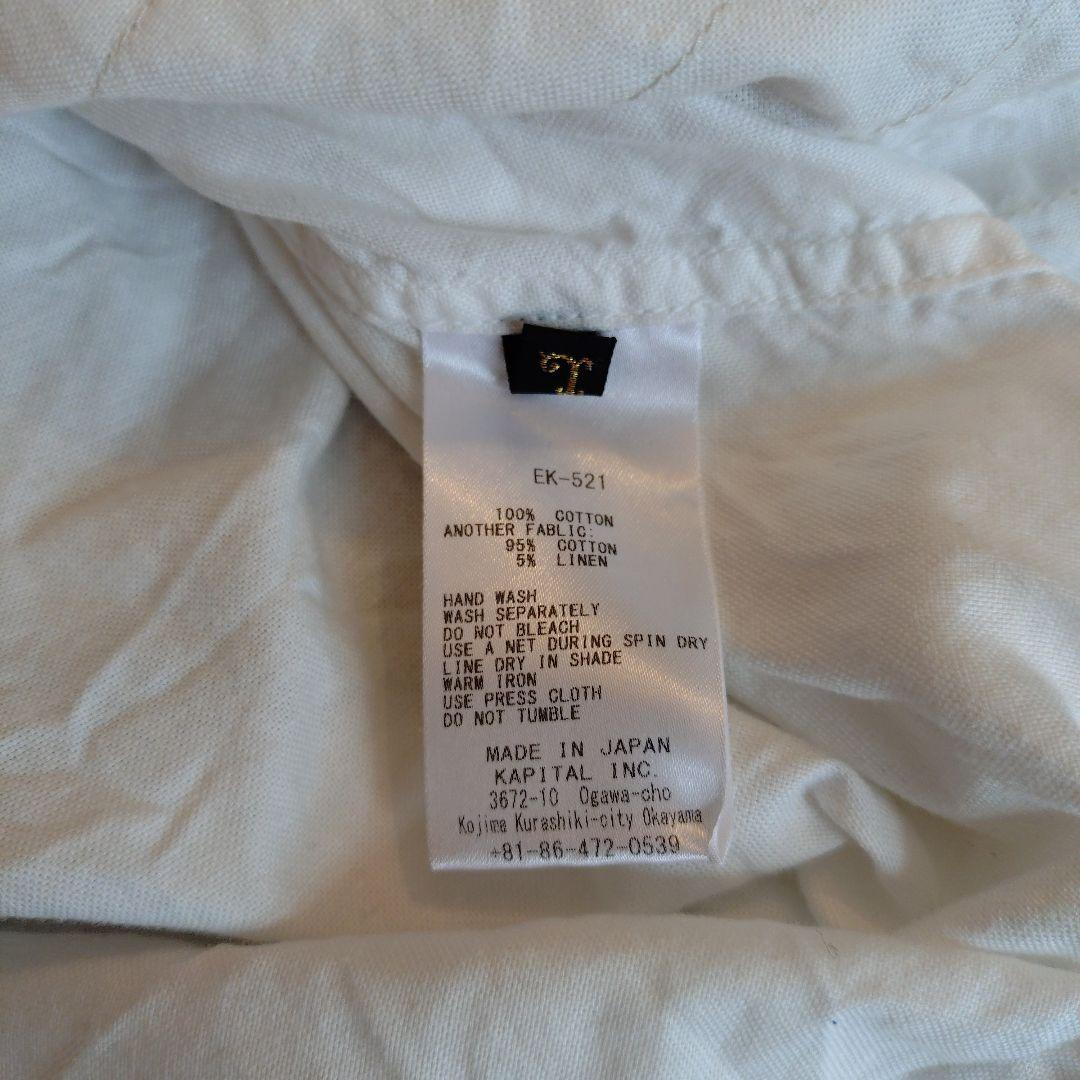 EK-521
100% COTTON
ANOTHER FABLIC:
95% COTTON
5% LINEN
HAND WASH
WASH SEPARATELY
DO NOT BLEACH
USE A NET DURING SPIN DRY
LINE DRY IN SHADE
WARM IRON
USE PRESS CLOTH
DO NOT TUMBLE
MADE IN JAPAN
KAPITAL INC.
3672-10 Ogawa-cho
Kojima Kurashiki-city Okayama
+81-86-472-0539